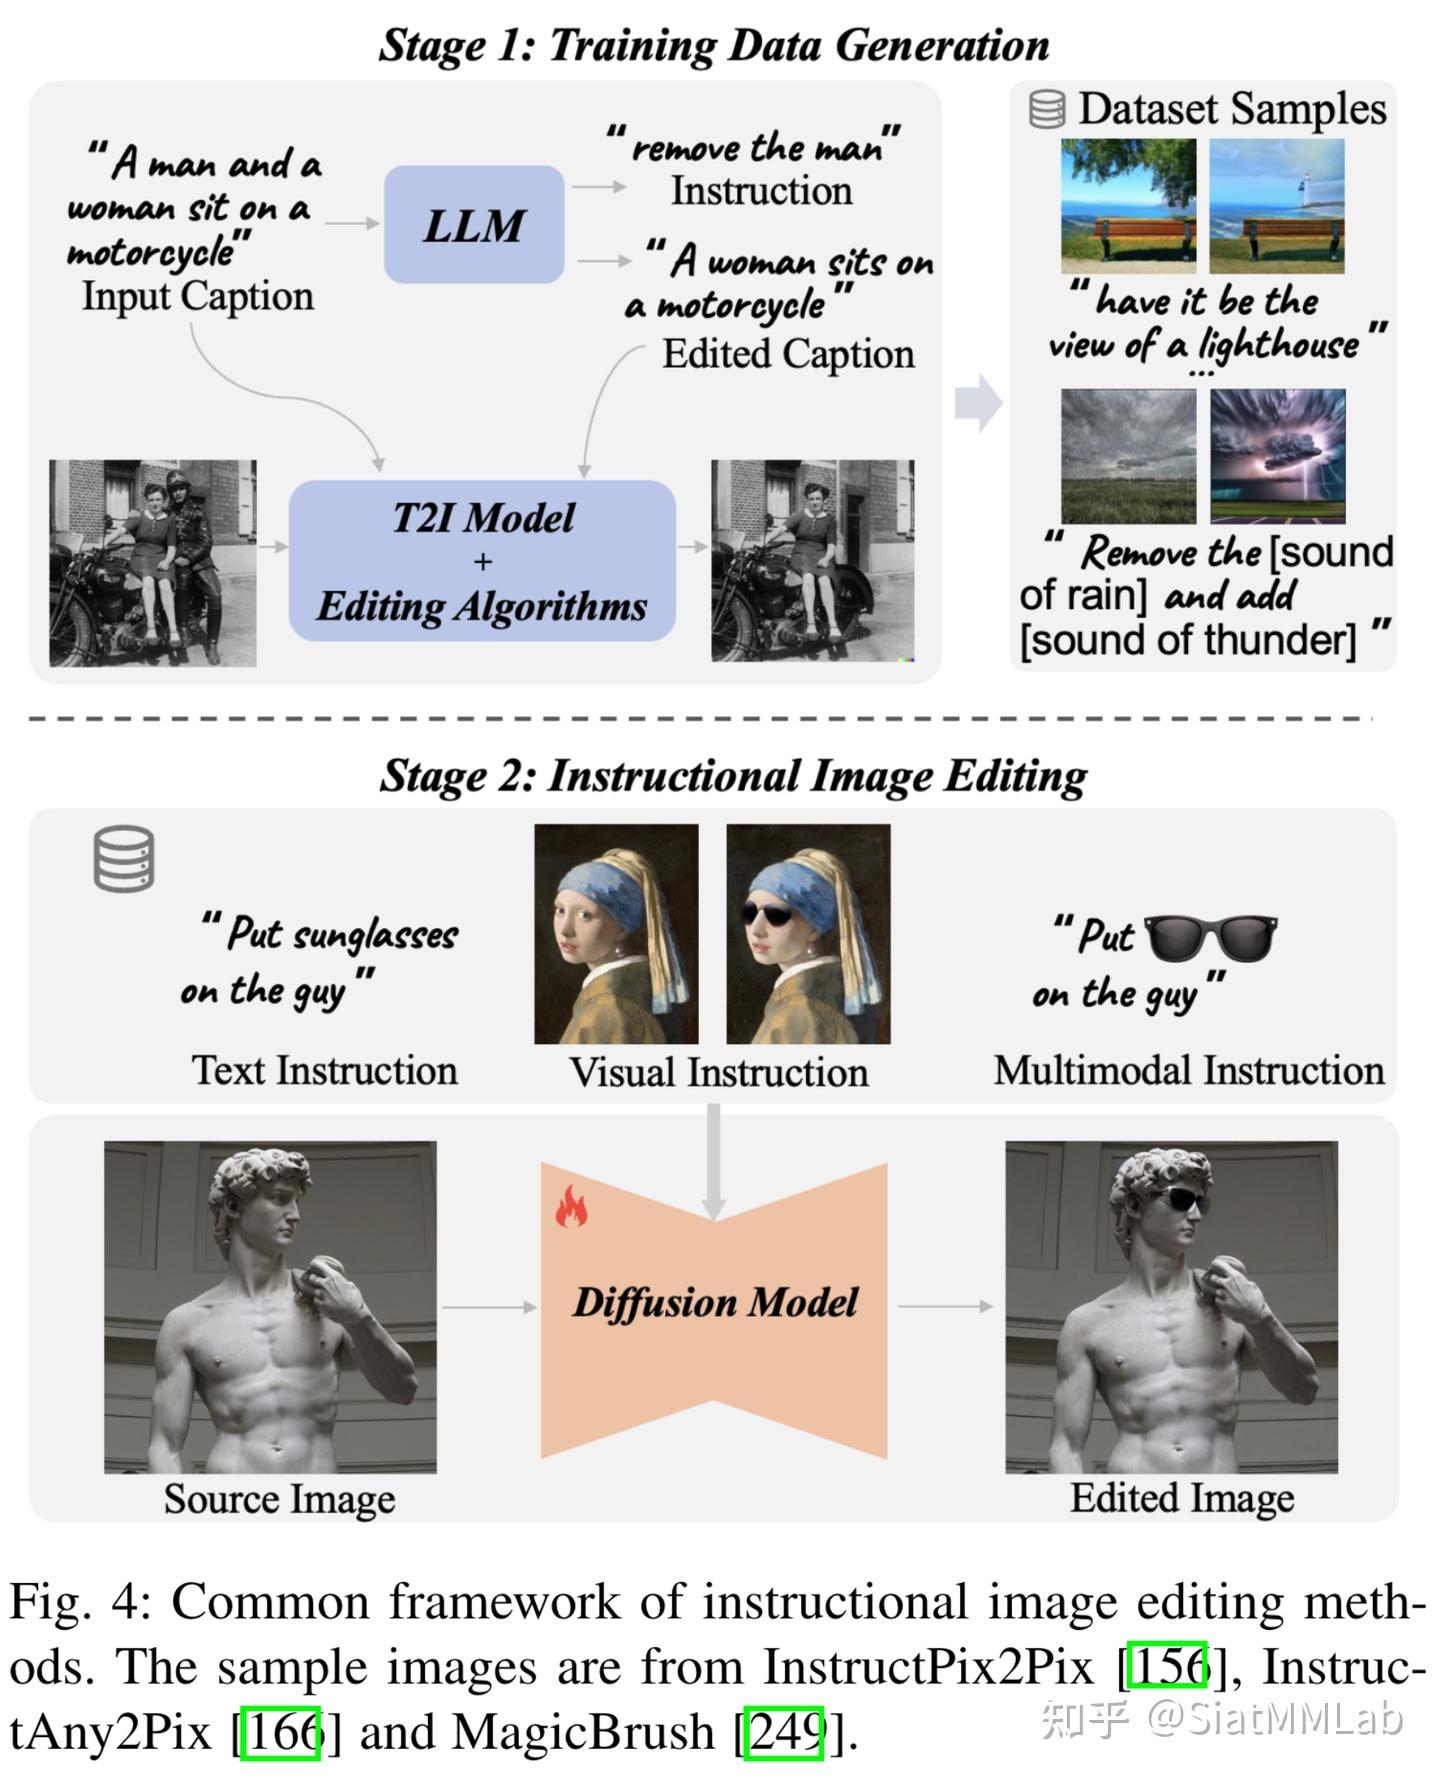 Stage 1: Training Data Generation
“A man and a
woman sit on a
motorcycle”
Input Caption
LLM
“remove the man”
Instruction
“A woman sits on
a motorcycle”
Edited Caption
T2I Model
+
Editing Algorithms
Dataset Samples
“have it be the
view of a lighthouse”
...
“Remove the [sound
of rain] and add
[sound of thunder]”
Stage 2: Instructional Image Editing
“Put sunglasses
on the guy”
Text Instruction
Visual Instruction
“Put
on the guy”
Multimodal Instruction
Diffusion Model
Source Image
Edited Image
Fig. 4: Common framework of instructional image editing meth-
ods. The sample images are from InstructPix2Pix [156], Instruc-
tAny2Pix [166] and MagicBrush [249].
知乎 @SiatMMLab